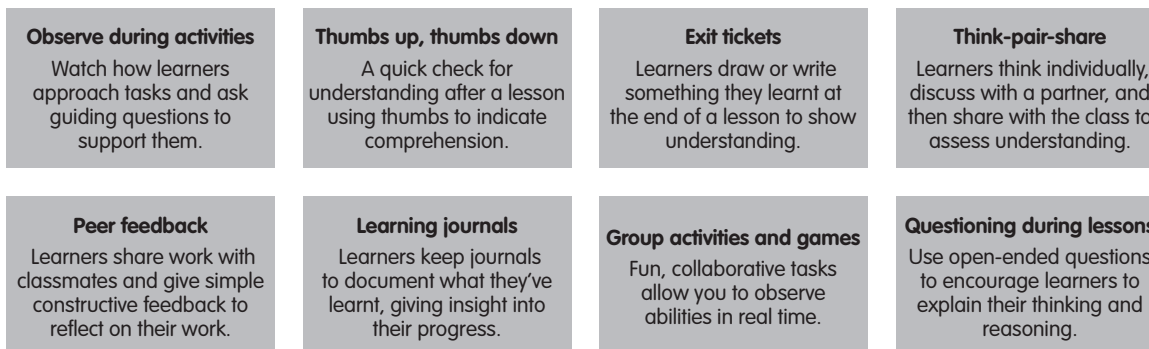 Observe during activities
Watch how learners
approach tasks and ask
guiding questions to
support them.
Thumbs up, thumbs down
A quick check for
understanding after a lesson
using thumbs to indicate
comprehension.
Exit tickets
Learners draw or write
something they learnt at
the end of a lesson to show
understanding.
Think-pair-share
Learners think individually,
discuss with a partner, and
then share with the class to
assess understanding.
Peer feedback
Learners share work with
classmates and give simple
constructive feedback to
reflect on their work.
Learning journals
Learners keep journals
to document what they've
learnt, giving insight into
their progress.
Group activities and games
Fun, collaborative tasks
allow you to observe
abilities in real time.
Questioning during lessons
Use open-ended questions
to encourage learners to
explain their thinking and
reasoning.